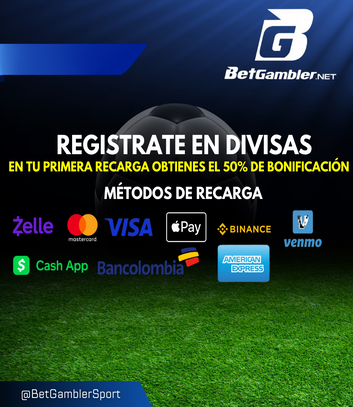 G
BETGAMBLER.NET
REGISTRATE EN DIVISAS
EN TU PRIMERA RECARGA OBTIENES EL 50% DE BONIFICACIÓN
MÉTODOS DE RECARGA
Zelle mastercard VISA Pay BINANCE venmo
$ Cash App Bancolombia AMERICAN EXPRESS
@BetGamblerSport